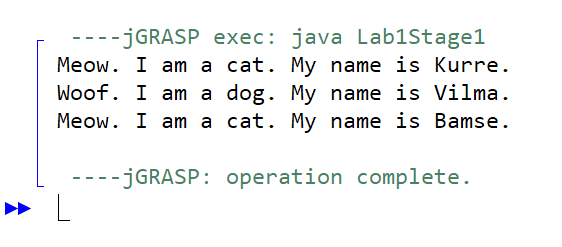 ----jGRASP exec: java Lab1Stage1
Meow. I am a cat. My name is Kurre.
Woof. I am a dog. My name is Vilma.
Meow. I am a cat. My name is Bamse.
----jGRASP: operation complete.